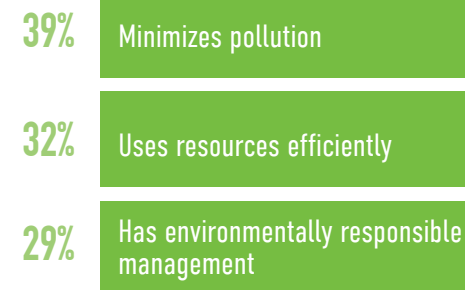 39% Minimizes pollution
32% Uses resources efficiently
29% Has environmentally responsible
management